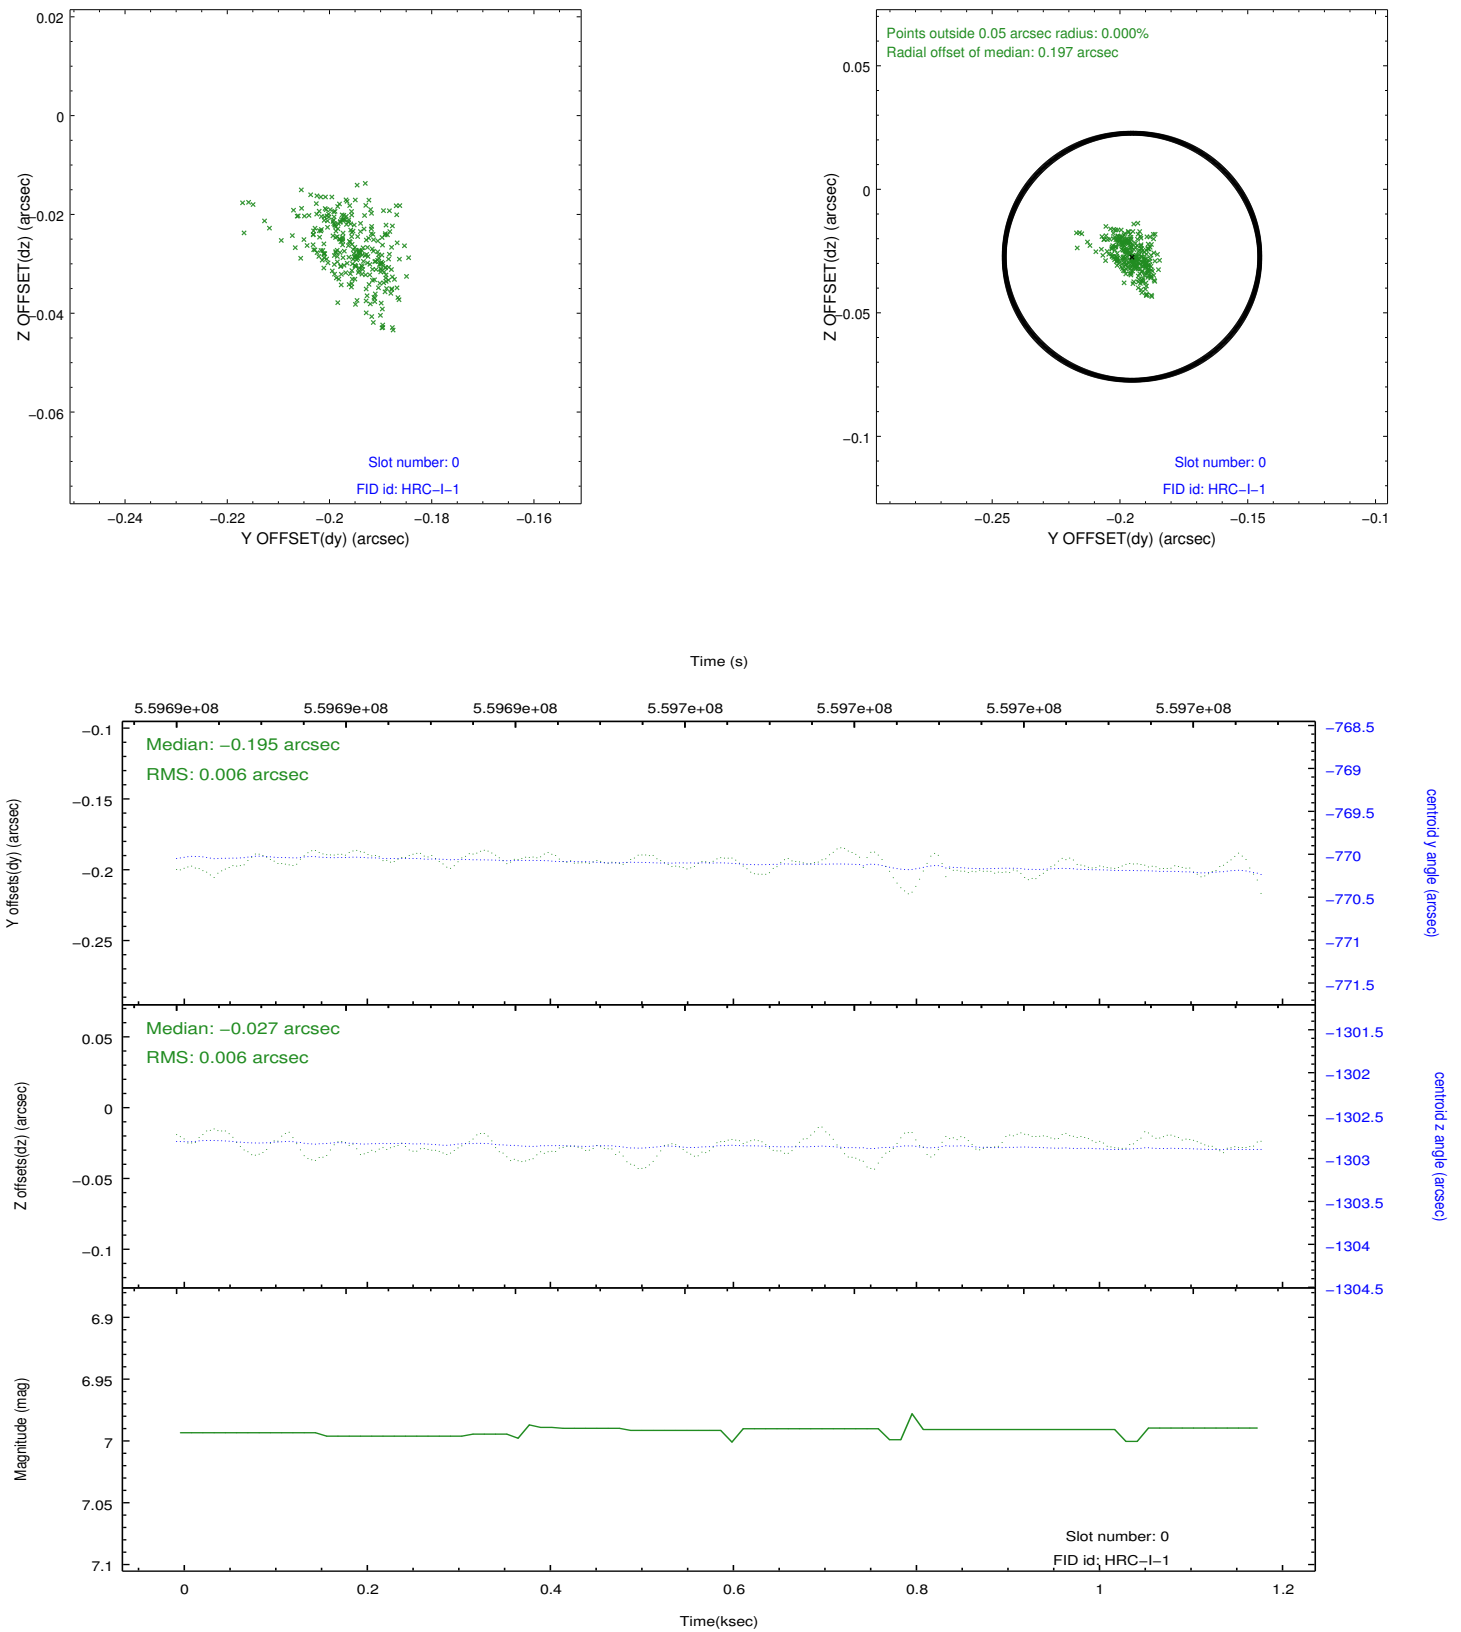 0.02
0
−0.02
−0.04
−0.06
Z OFFSET(dz) (arcsec)
Slot number: 0
FID id: HRC−I−1
−0.24 −0.22 −0.2 −0.18 −0.16
Y OFFSET(dy) (arcsec)
Points outside 0.05 arcsec radius: 0.000%
Radial offset of median: 0.197 arcsec
0.05
0
−0.05
−0.1
Z OFFSET(dz) (arcsec)
Slot number: 0
FID id: HRC−I−1
−0.25 −0.2 −0.15 −0.1
Y OFFSET(dy) (arcsec)
Time (s)
5.5969e+08 5.5969e+08 5.5969e+08 5.597e+08 5.597e+08 5.597e+08 5.597e+08
Median: −0.195 arcsec
RMS: 0.006 arcsec
−0.1
−0.15
−0.2
−0.25
Y offsets(dy) (arcsec)
−768.5
−769
−769.5
−770
−770.5
−771
−771.5
centroid y angle (arcsec)
Median: −0.027 arcsec
RMS: 0.006 arcsec
0.05
0
−0.05
−0.1
Z offsets(dz) (arcsec)
−1301.5
−1302
−1302.5
−1303
−1303.5
−1304
−1304.5
centroid z angle (arcsec)
6.9
6.95
7
7.05
7.1
Magnitude (mag)
Slot number: 0
FID id: HRC−I−1
0 0.2 0.4 0.6 0.8 1 1.2
Time(ksec)